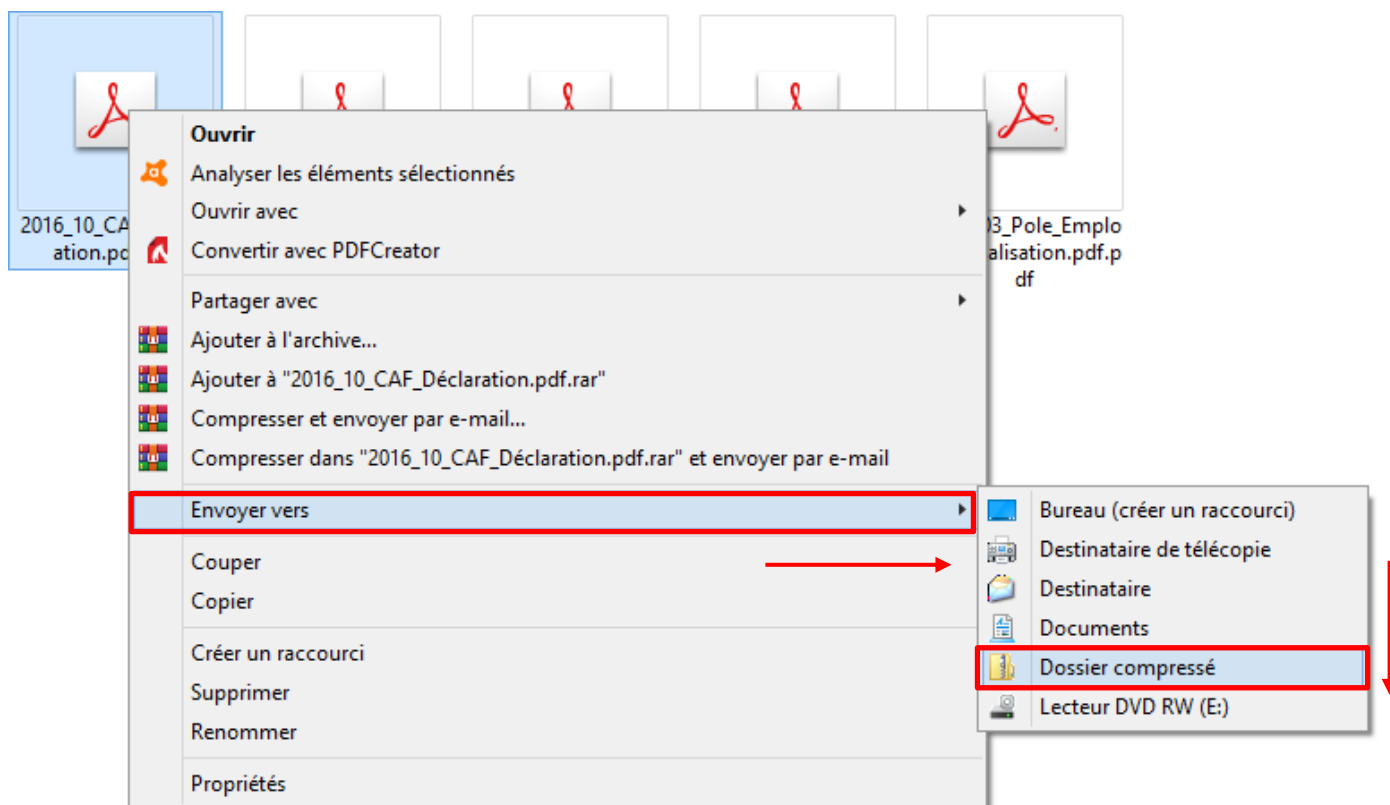 Ouvrir
Analyser les éléments sélectionnés
Ouvrir avec
Convertir avec PDFCreator
Partager avec
Ajouter à l'archive...
Ajouter à "2016_10_CAF_Déclaration.pdf.rar"
Compresser et envoyer par e-mail...
Compresser dans "2016_10_CAF_Déclaration.pdf.rar" et envoyer par e-mail
Envoyer vers
Couper
Copier
Créer un raccourci
Supprimer
Renommer
Propriétés
Bureau (créer un raccourci)
Destinataire de télécopie
Destinataire
Documents
Dossier compressé
Lecteur DVD RW (E:)
2016_10_CA
ation.pd
03_Pole_Emplo
alisation.pdf.p
df